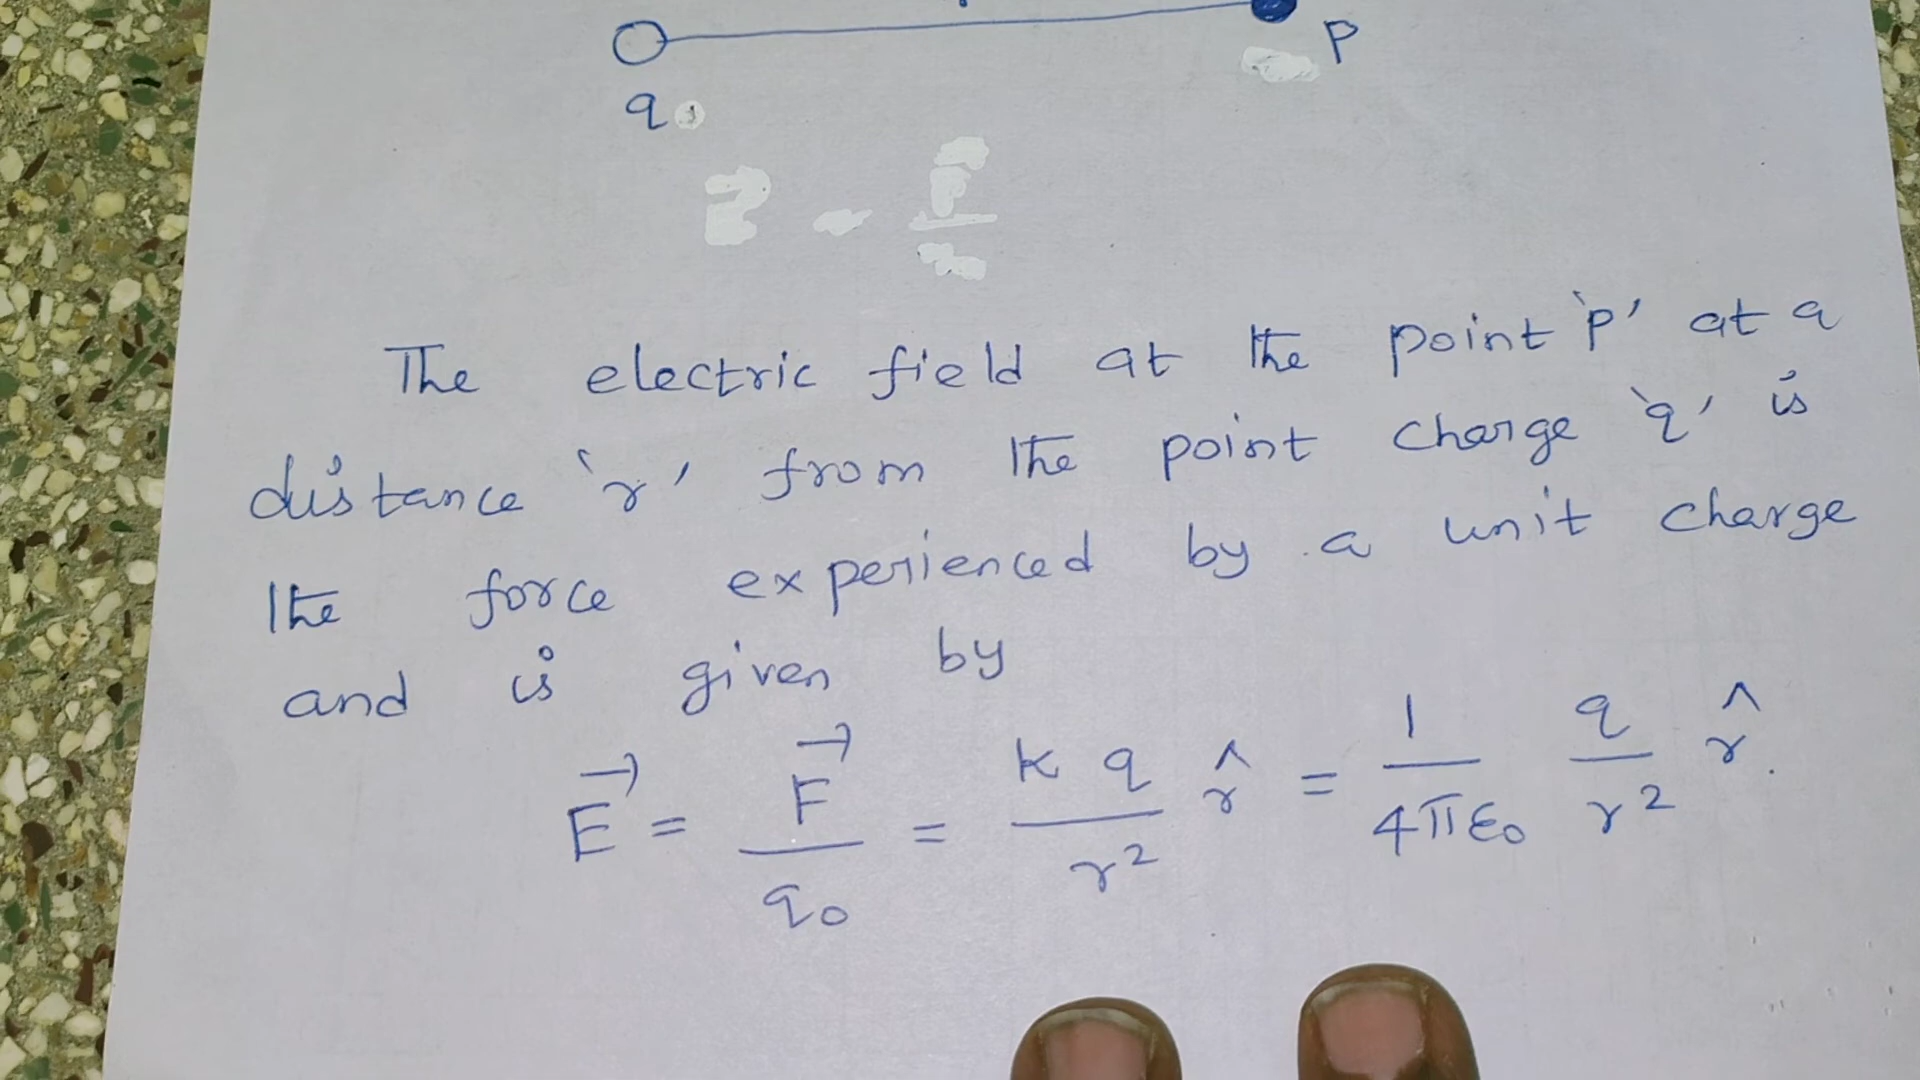 P
q
The electric field at the point 'P' at a
distance 'r' from the point charge 'q' is
the force experienced by a unit charge
and is given by
E⃗ = F⃗/q₀ = k q/r² r̂ = 1/4πε₀ q/r² r̂.